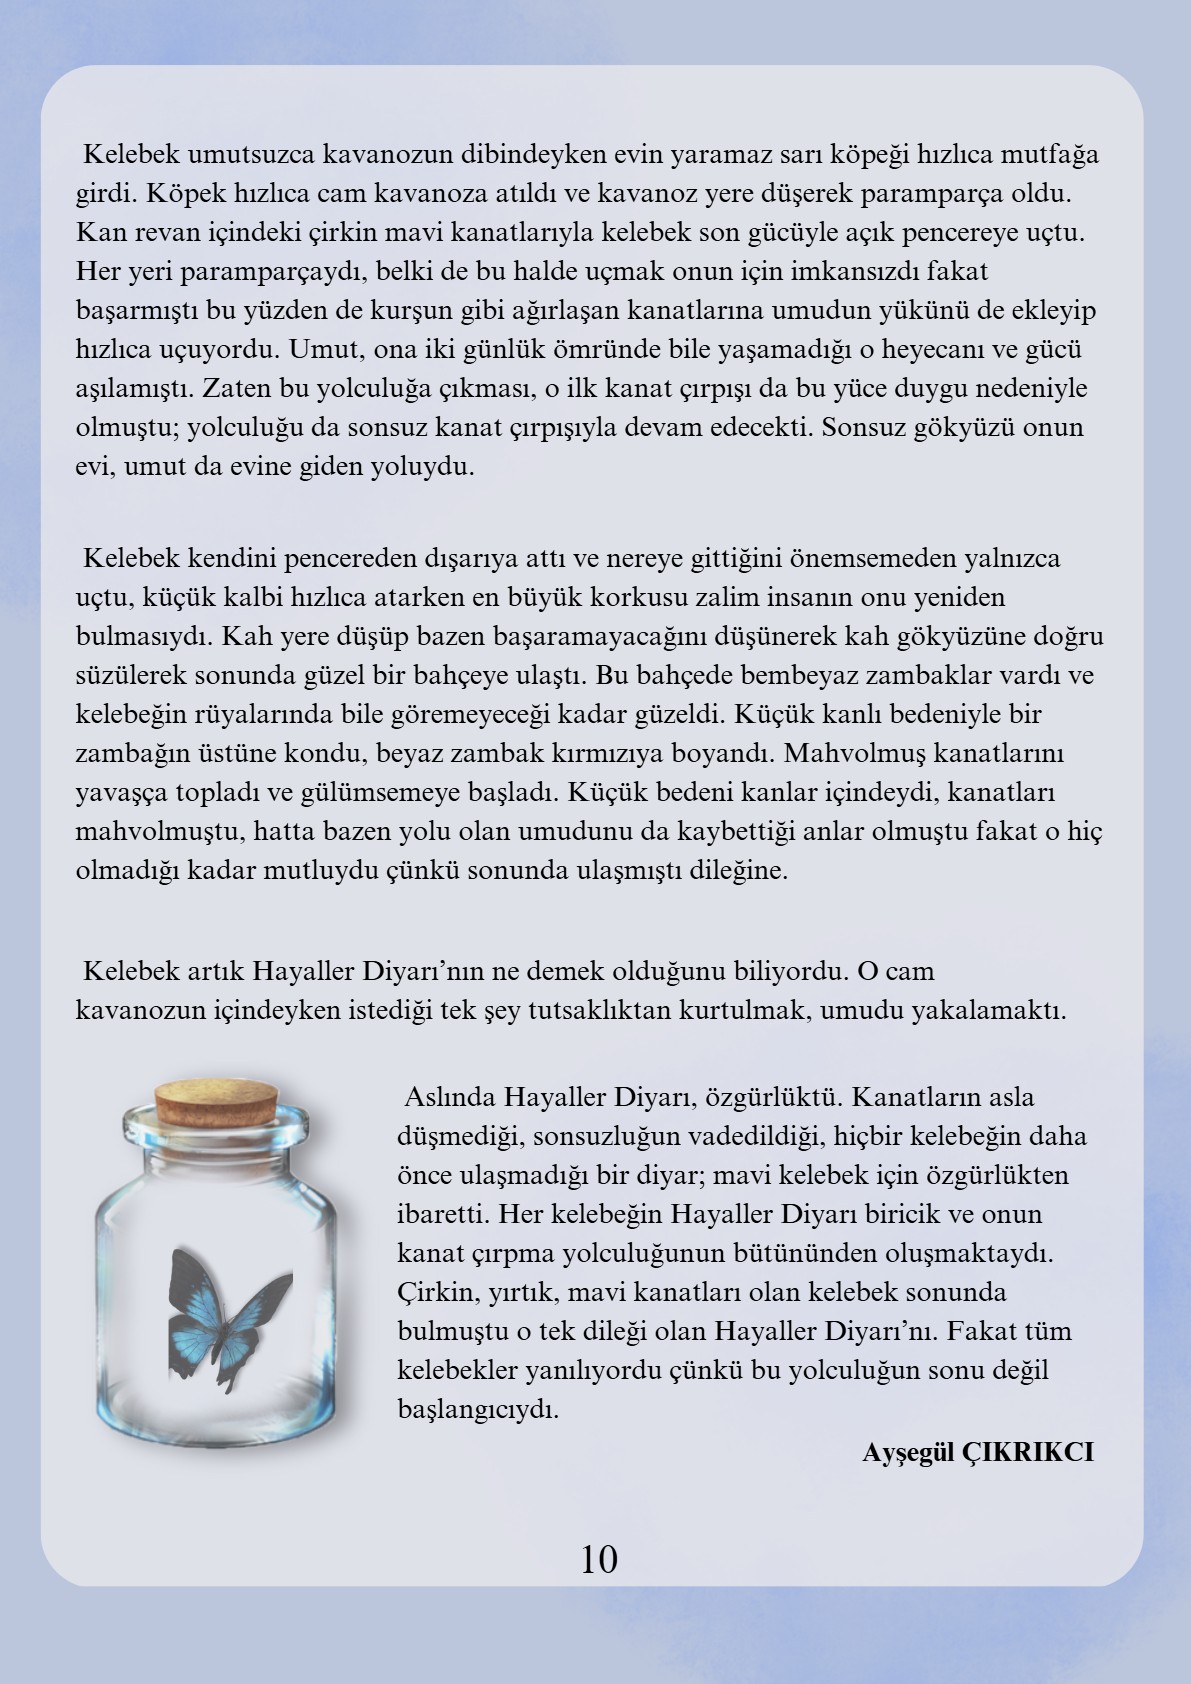 Kelebek umutsuzca kavanozun dibindeyken evin yaramaz sarı köpeği hızlıca mutfağa
girdi. Köpek hızlıca cam kavanoza atıldı ve kavanoz yere düşerek paramparça oldu.
Kan revan içindeki çirkin mavi kanatlarıyla kelebek son gücüyle açık pencereye uçtu.
Her yeri paramparçaydı, belki de bu halde uçmak onun için imkansızdı fakat
başarmıştı bu yüzden de kurşun gibi ağırlaşan kanatlarına umudun yükünü de ekleyip
hızlıca uçuyordu. Umut, ona iki günlük ömründe bile yaşamadığı o heyecanı ve gücü
aşılamıştı. Zaten bu yolculuğa çıkması, o ilk kanat çırpışı da bu yüce duygu nedeniyle
olmuştu; yolculuğu da sonsuz kanat çırpışıyla devam edecekti. Sonsuz gökyüzü onun
evi, umut da evine giden yoluydu.
Kelebek kendini pencereden dışarıya attı ve nereye gittiğini önemsemeden yalnızca
uçtu, küçük kalbi hızlıca atarken en büyük korkusu zalim insanın onu yeniden
bulmasıydı. Kah yere düşüp bazen başaramayacağını düşünerek kah gökyüzüne doğru
süzülerek sonunda güzel bir bahçeye ulaştı. Bu bahçede bembeyaz zambaklar vardı ve
kelebeğin rüyalarında bile göremeyeceği kadar güzeldi. Küçük kanlı bedeniyle bir
zambağın üstüne kondu, beyaz zambak kırmızıya boyandı. Mahvolmuş kanatlarını
yavaşça topladı ve gülümsemeye başladı. Küçük bedeni kanlar içindeydi, kanatları
mahvolmuştu, hatta bazen yolu olan umudunu da kaybettiği anlar olmuştu fakat o hiç
olmadığı kadar mutluydu çünkü sonunda ulaşmıştı dileğine.
Kelebek artık Hayaller Diyarı’nın ne demek olduğunu biliyordu. O cam
kavanozun içindeyken istediği tek şey tutsaklıktan kurtulmak, umudu yakalamaktı.
Aslında Hayaller Diyarı, özgürlüktü. Kanatların asla
düşmediği, sonsuzluğun vadedildiği, hiçbir kelebeğin daha
önce ulaşmadığı bir diyar; mavi kelebek için özgürlükten
ibaretti. Her kelebeğin Hayaller Diyarı biricik ve onun
kanat çırpma yolculuğunun bütününden oluşmaktaydı.
Çirkin, yırtık, mavi kanatları olan kelebek sonunda
bulmuştu o tek dileği olan Hayaller Diyarı’nı. Fakat tüm
kelebekler yanılıyordu çünkü bu yolculuğun sonu değil
başlangıcıydı.
Ayşegül ÇIKRIKCI
10